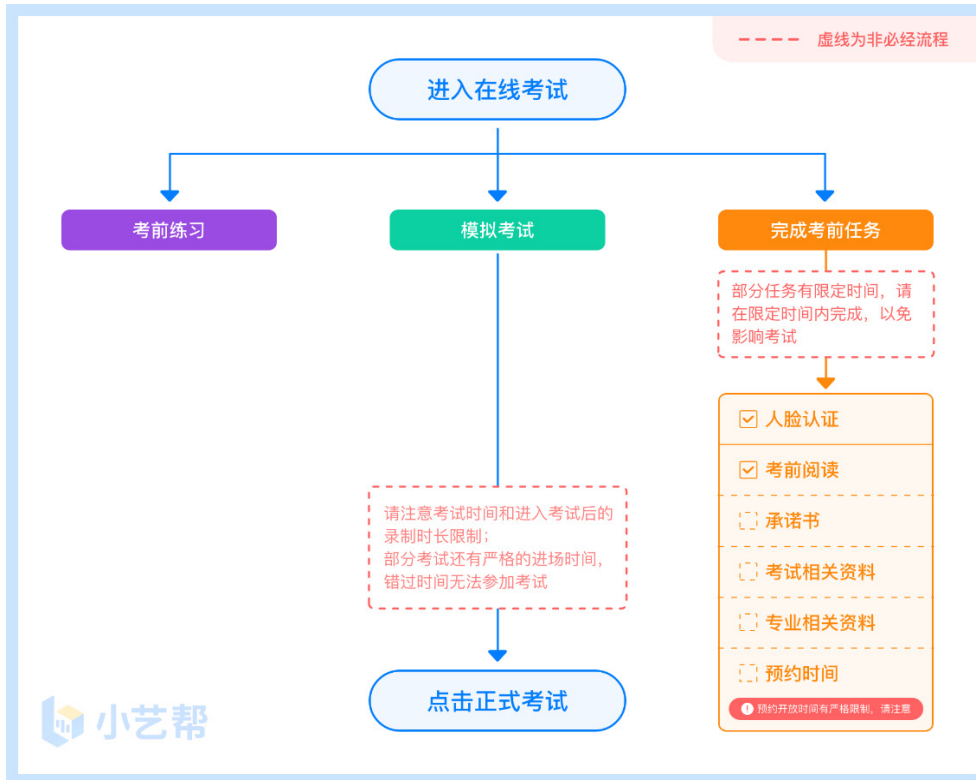 虚线为非必经流程
进入在线考试
考前练习
模拟考试
完成考前任务
部分任务有限定时间，请
在限定时间内完成，以免
影响考试
人脸认证
考前阅读
承诺书
考试相关资料
专业相关资料
预约时间
预约开放时间有严格限制，请注意
请注意考试时间和进入考试后的
录制时长限制；
部分考试还有严格的进场时间，
错过时间无法参加考试
点击正式考试
小艺帮